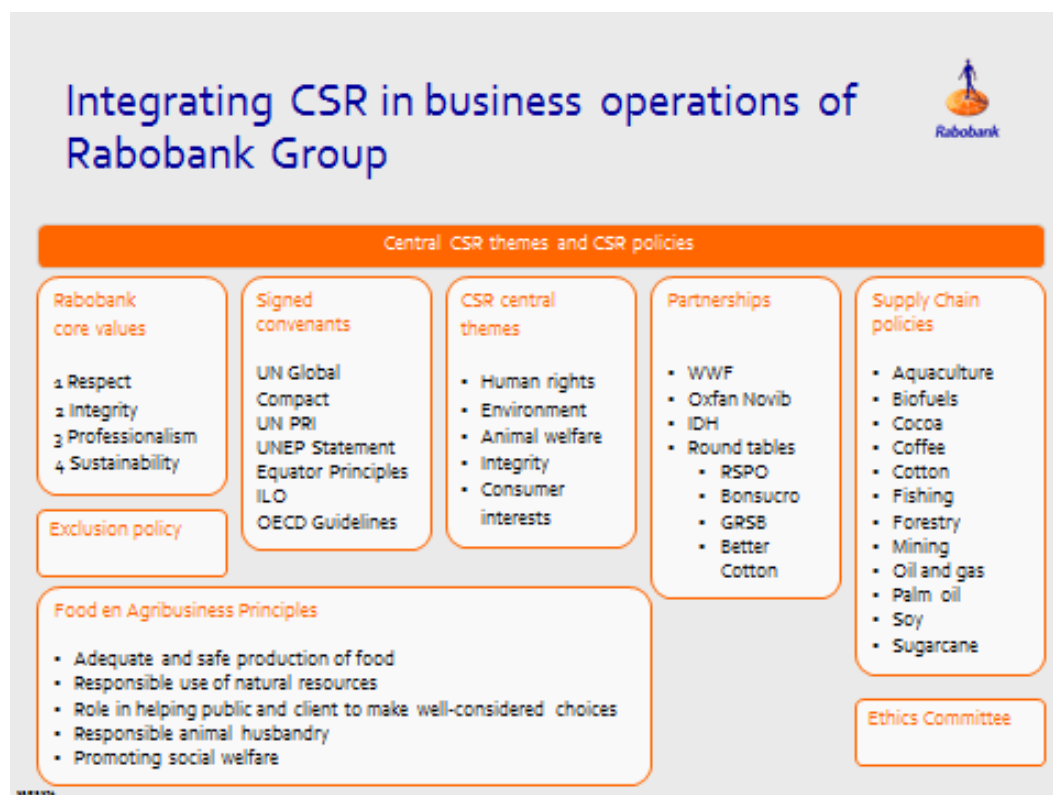 Integrating CSR in business operations of
Rabobank Group
Rabobank
Central CSR themes and CSR policies
Rabobank
core values
1 Respect
2 Integrity
3 Professionalism
4 Sustainability
Exclusion policy
Signed
convenants
UN Global
Compact
UN PRI
UNEP Statement
Equator Principles
ILO
OECD Guidelines
CSR central
themes
▪ Human rights
▪ Environment
▪ Animal welfare
▪ Integrity
▪ Consumer
interests
Partnerships
▪ WWF
▪ Oxfan Novib
▪ IDH
▪ Round tables
▪ RSPO
▪ Bonsucro
▪ GRSB
▪ Better
Cotton
Supply Chain
policies
▪ Aquaculture
▪ Biofuels
▪ Cocoa
▪ Coffee
▪ Cotton
▪ Fishing
▪ Forestry
▪ Mining
▪ Oil and gas
▪ Palm oil
▪ Soy
▪ Sugarcane
Food en Agribusiness Principles
▪ Adequate and safe production of food
▪ Responsible use of natural resources
▪ Role in helping public and client to make well-considered choices
▪ Responsible animal husbandry
▪ Promoting social welfare
Ethics Committee